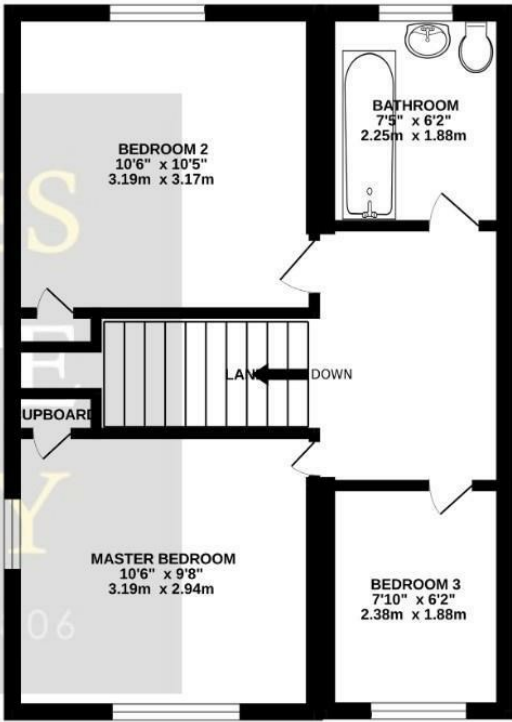 BATHROOM
7'5" x 6'2"
2.25m x 1.88m
BEDROOM 2
10'6" x 10'5"
3.19m x 3.17m
S
E
LAN
DOWN
UPBOARD
Y
MASTER BEDROOM
10'6" x 9'8"
3.19m x 2.94m
BEDROOM 3
7'10" x 6'2"
2.38m x 1.88m
06